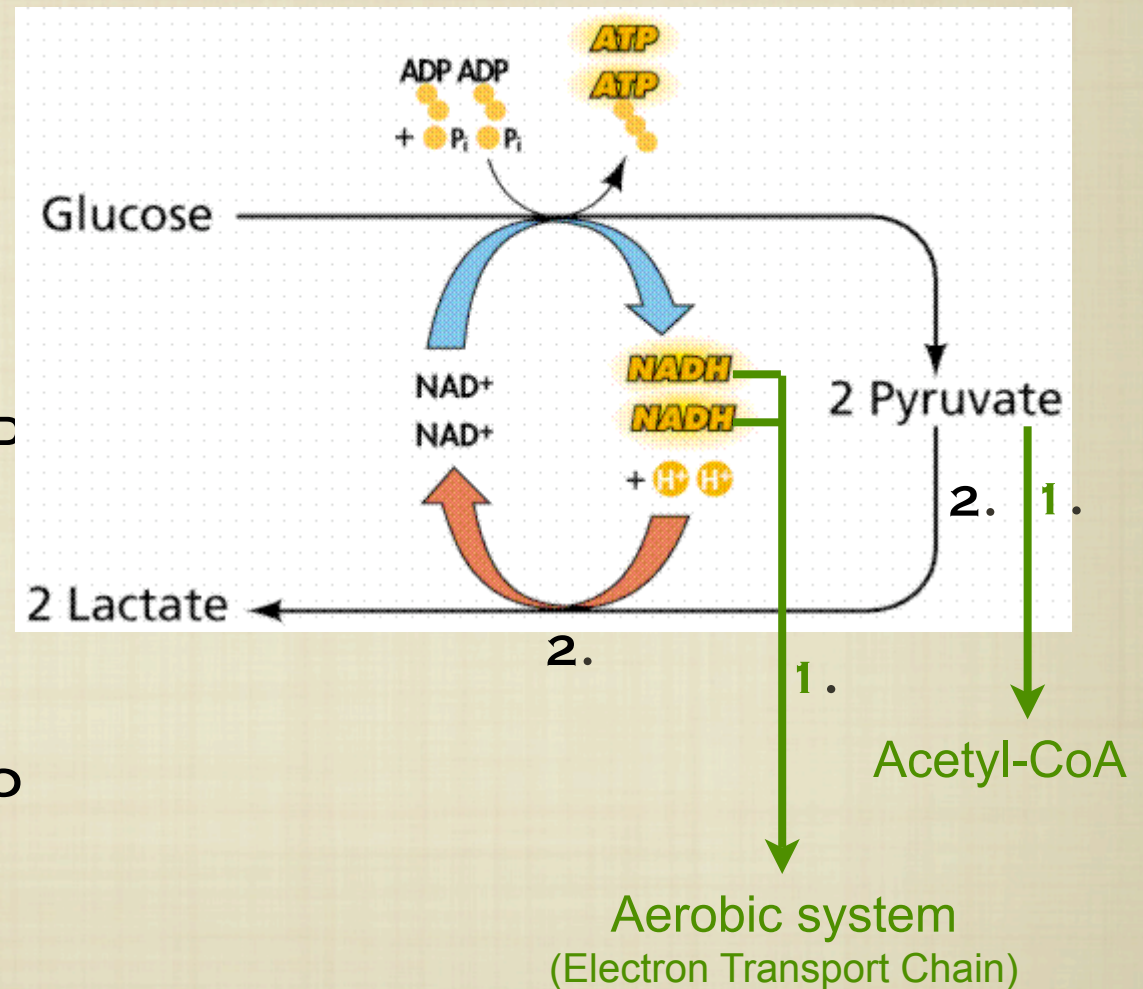 ATP
ATP
ADP ADP
+ Pi Pi
Glucose
NAD+
NAD+
NADH
NADH
+ H+ H+
2 Pyruvate
2.
1.
2 Lactate
2.
1.
Acetyl-CoA
Aerobic system
(Electron Transport Chain)